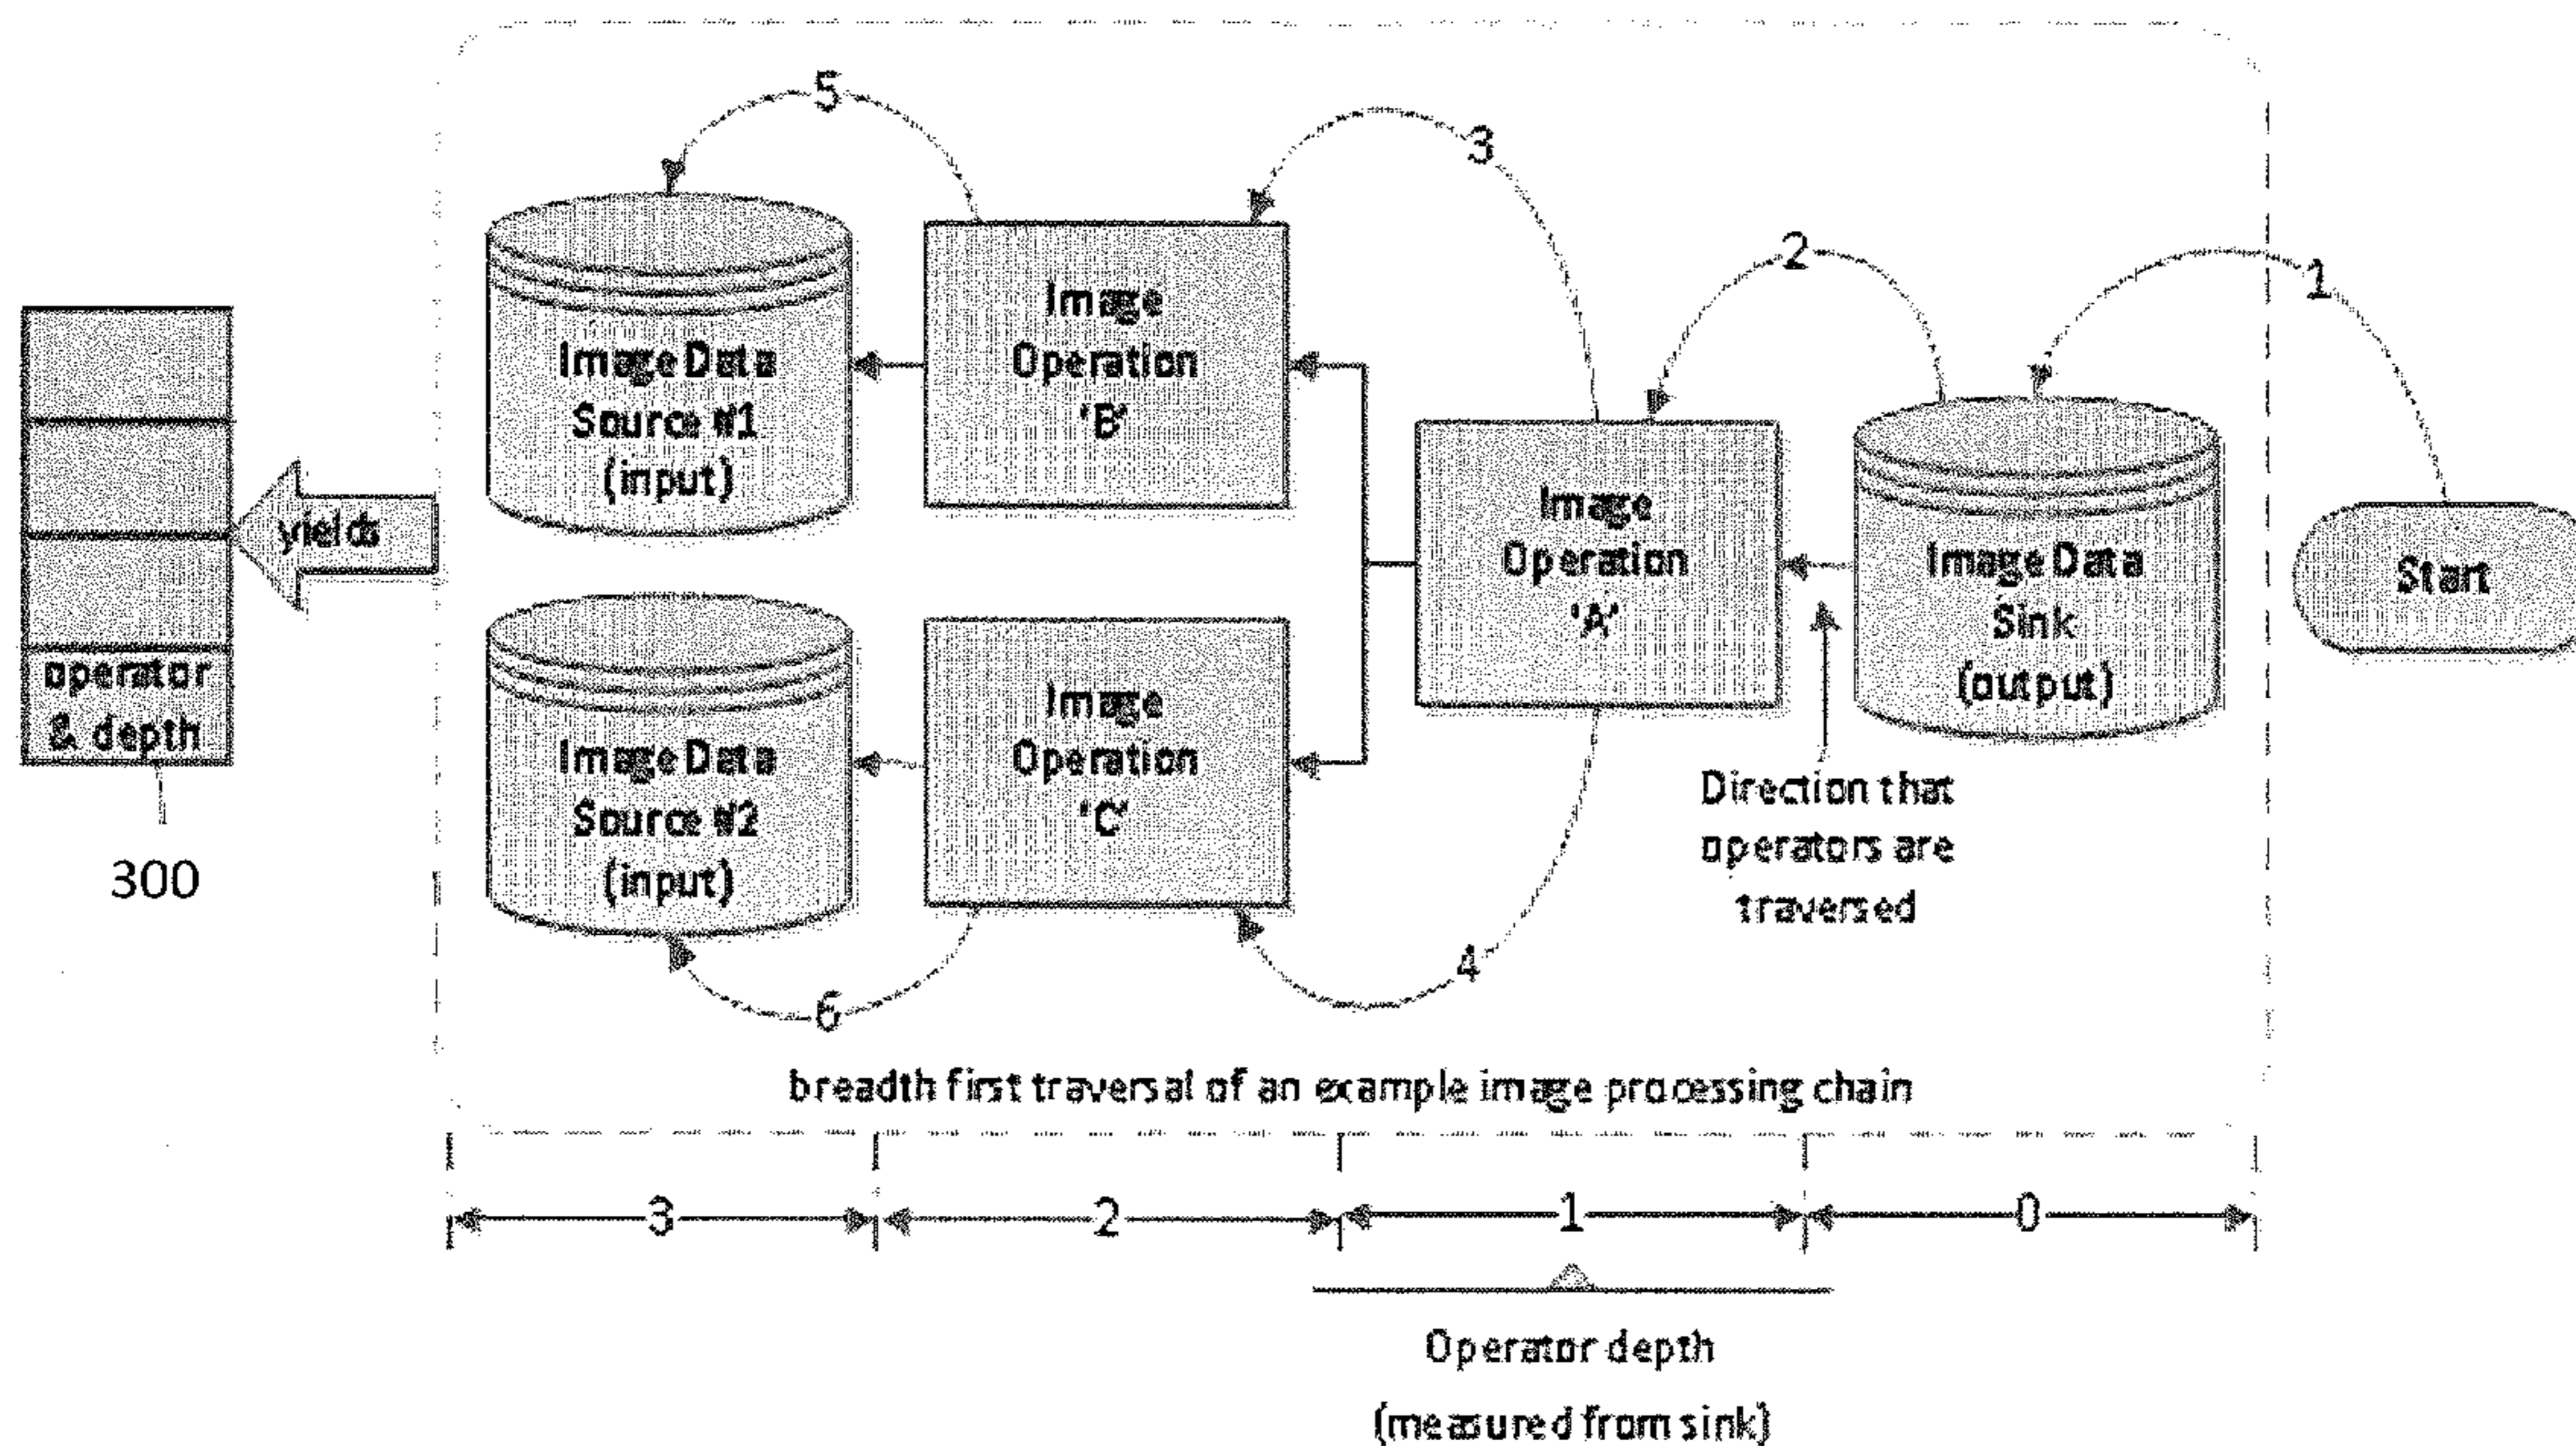 5
3
2
1
Image Data
Source #1
(input)
Image
Operation
'B'
Image
Operation
'A'
Image Data
Sink
(output)
Start
yields
operator
& depth
300
Image Data
Source #2
(input)
Image
Operation
'C'
Direction that
operators are
traversed
4
6
breadth first traversal of an example image processing chain
3
2
1
0
Operator depth
(measured from sink)